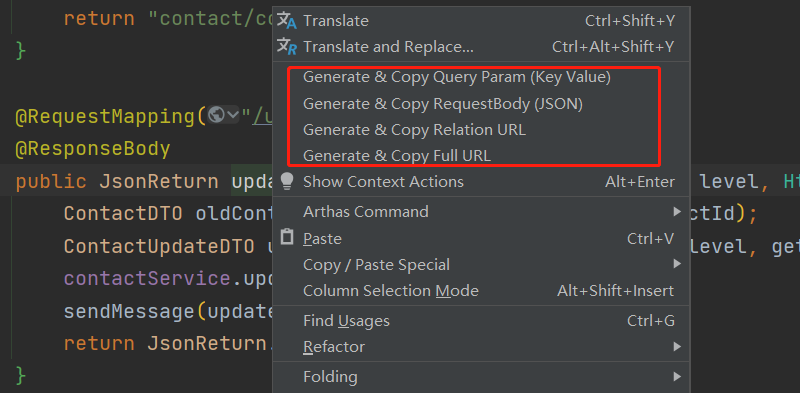 return "contact/co
Translate Ctrl+Shift+Y
}
Translate and Replace... Ctrl+Alt+Shift+Y
Generate & Copy Query Param (Key Value)
Generate & Copy RequestBody (JSON)
@RequestMapping( "/u
Generate & Copy Relation URL
@ResponseBody
Generate & Copy Full URL
public JsonReturn upda level, Ht
Show Context Actions Alt+Enter
ContactDTO oldCont ctId);
Arthas Command
ContactUpdateDTO u level, get
Paste Ctrl+V
contactService.upd
Copy / Paste Special
Column Selection Mode Alt+Shift+Insert
sendMessage(update
Find Usages Ctrl+G
return JsonReturn.
Refactor
}
Folding